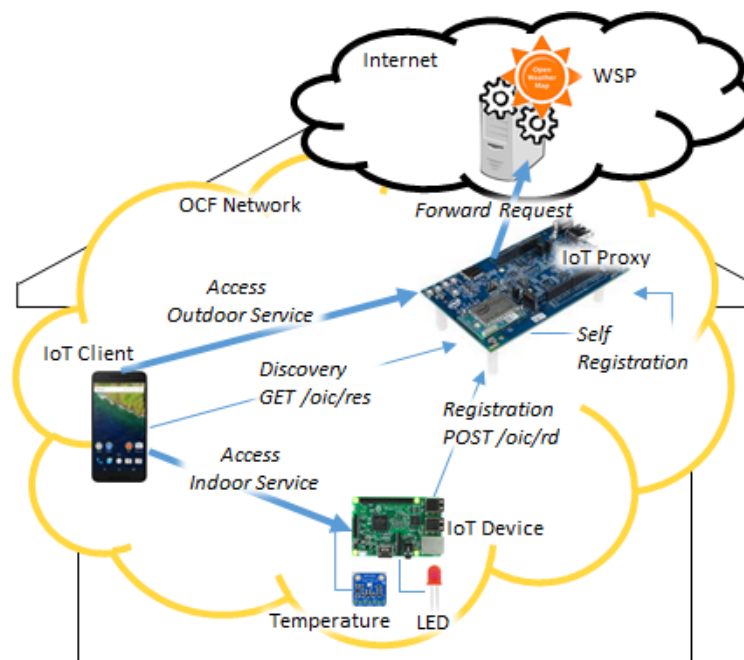 Internet
Open
Weather
Map
WSP
OCF Network
Forward Request
IoT Proxy
Access
Outdoor Service
IoT Client
Self
Registration
Discovery
GET /oic/res
Registration
POST /oic/rd
Access
Indoor Service
IoT Device
Temperature
LED